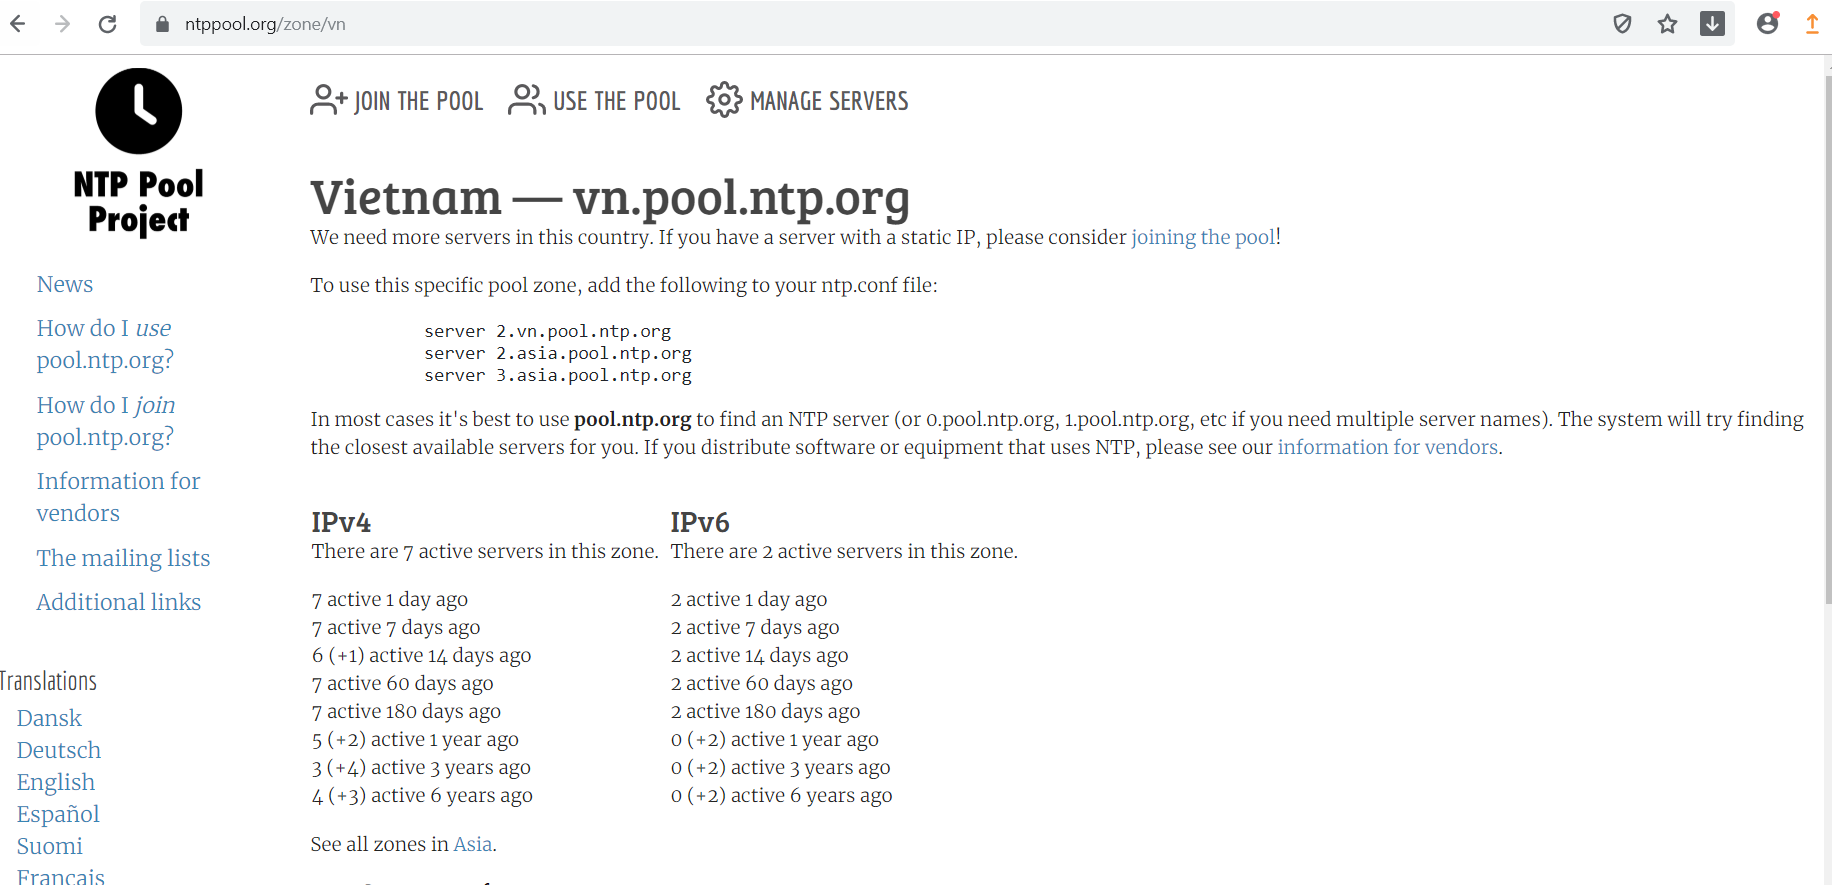 ntppool.org/zone/vn
NTP Pool
Project
JOIN THE POOL
USE THE POOL
MANAGE SERVERS
News
How do I use
pool.ntp.org?
How do I join
pool.ntp.org?
Information for
vendors
The mailing lists
Additional links
Translations
Dansk
Deutsch
English
Español
Suomi
Français
Vietnam — vn.pool.ntp.org
We need more servers in this country. If you have a server with a static IP, please consider joining the pool!
To use this specific pool zone, add the following to your ntp.conf file:
server 2.vn.pool.ntp.org
server 2.asia.pool.ntp.org
server 3.asia.pool.ntp.org
In most cases it's best to use pool.ntp.org to find an NTP server (or 0.pool.ntp.org, 1.pool.ntp.org, etc if you need multiple server names). The system will try finding
the closest available servers for you. If you distribute software or equipment that uses NTP, please see our information for vendors.
IPv4
There are 7 active servers in this zone.
7 active 1 day ago
7 active 7 days ago
6 (+1) active 14 days ago
7 active 60 days ago
7 active 180 days ago
5 (+2) active 1 year ago
3 (+4) active 3 years ago
4 (+3) active 6 years ago
IPv6
There are 2 active servers in this zone.
2 active 1 day ago
2 active 7 days ago
2 active 14 days ago
2 active 60 days ago
2 active 180 days ago
0 (+2) active 1 year ago
0 (+2) active 3 years ago
0 (+2) active 6 years ago
See all zones in Asia.